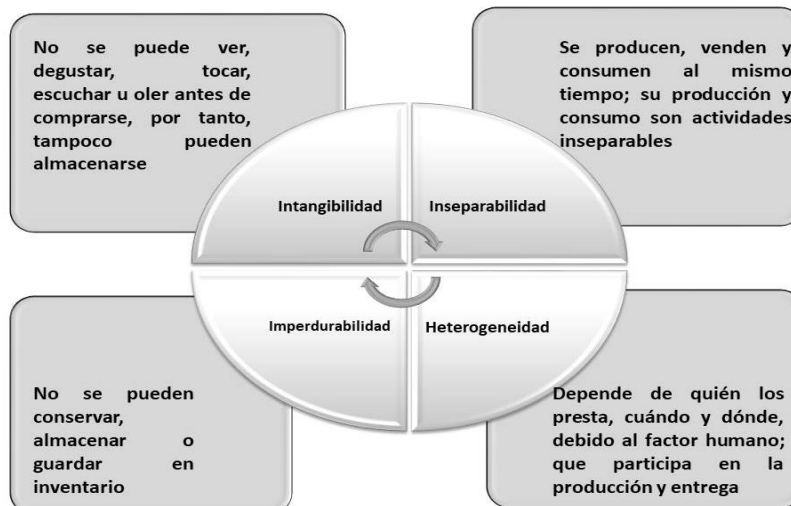 No se puede ver,
degustar, tocar,
escuchar u oler antes de
comprarse, por tanto,
tampoco pueden
almacenarse
Se producen, venden y
consumen al mismo
tiempo; su producción y
consumo son actividades
inseparables
Intangibilidad
Inseparabilidad
Imperdurabilidad
Heterogeneidad
No se pueden
conservar,
almacenar o
guardar en
inventario
Depende de quién los
presta, cuándo y dónde,
debido al factor humano;
que participa en la
producción y entrega